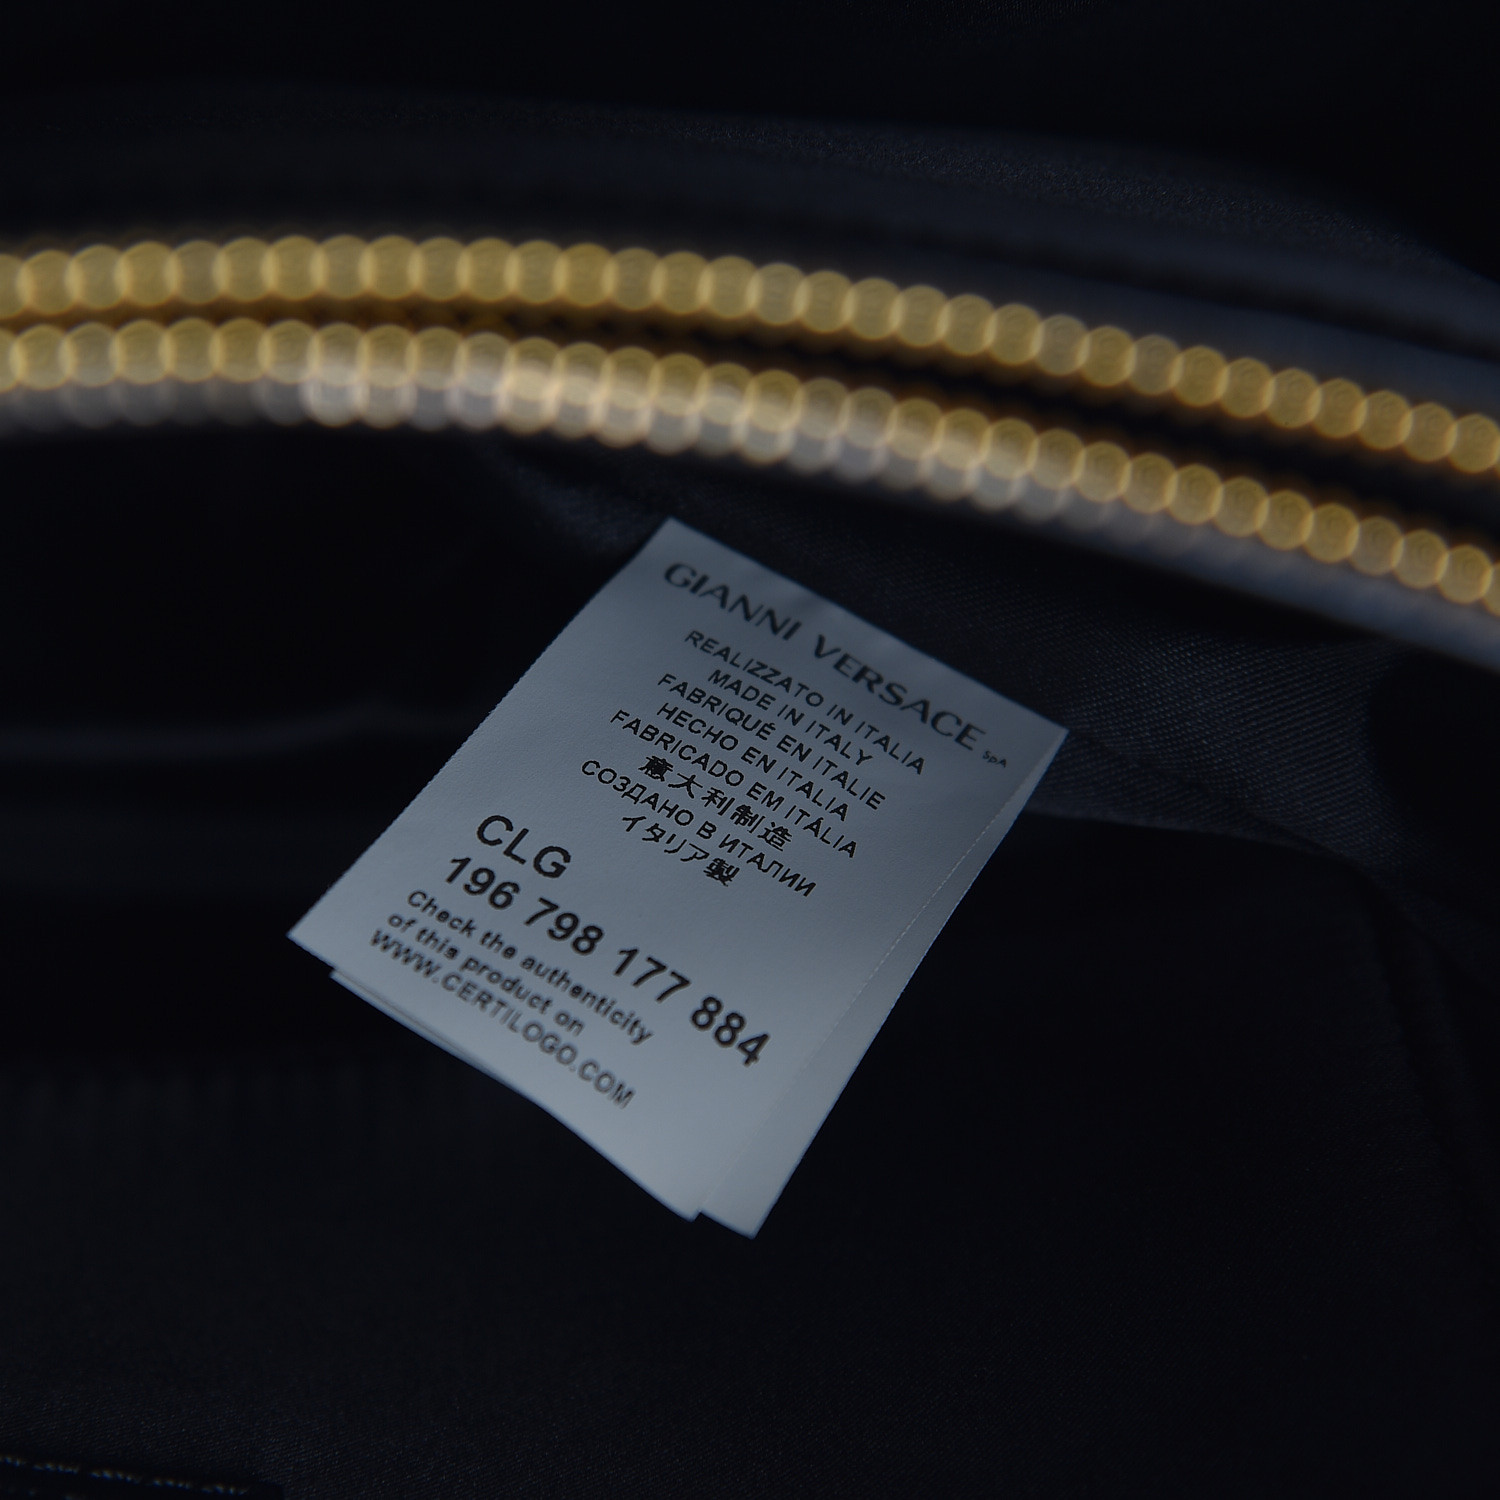 GIANNI VERSACE SpA
REALIZZATO IN ITALIA
MADE IN ITALY
FABRIQUÉ EN ITALIE
HECHO EN ITALIA
FABRICADO EM ITÁLIA
意大利制造
СОЗДАНО В ИТАЛИИ
イタリア製
CLG
196 798 177 884
Check the authenticity
of this product on
WWW.CERTILOGO.COM